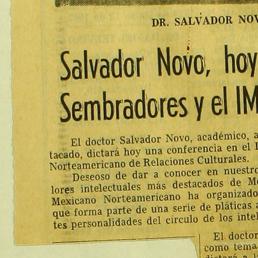 DR. SALVADOR NOV
Salvador Novo, hoy
Sembradores y el IM
El doctor Salvador Novo, académico, a
tacado, dictará hoy una conferencia en el I
Norteamericano de Relaciones Culturales.
Deseoso de dar a conocer en nuestro
lores intelectuales más destacados de Mé
Mexicano Norteamericano ha organizado
que forma parte de una serie de pláticas a
tes personalidades del círculo de los intel
El doctor
como tema